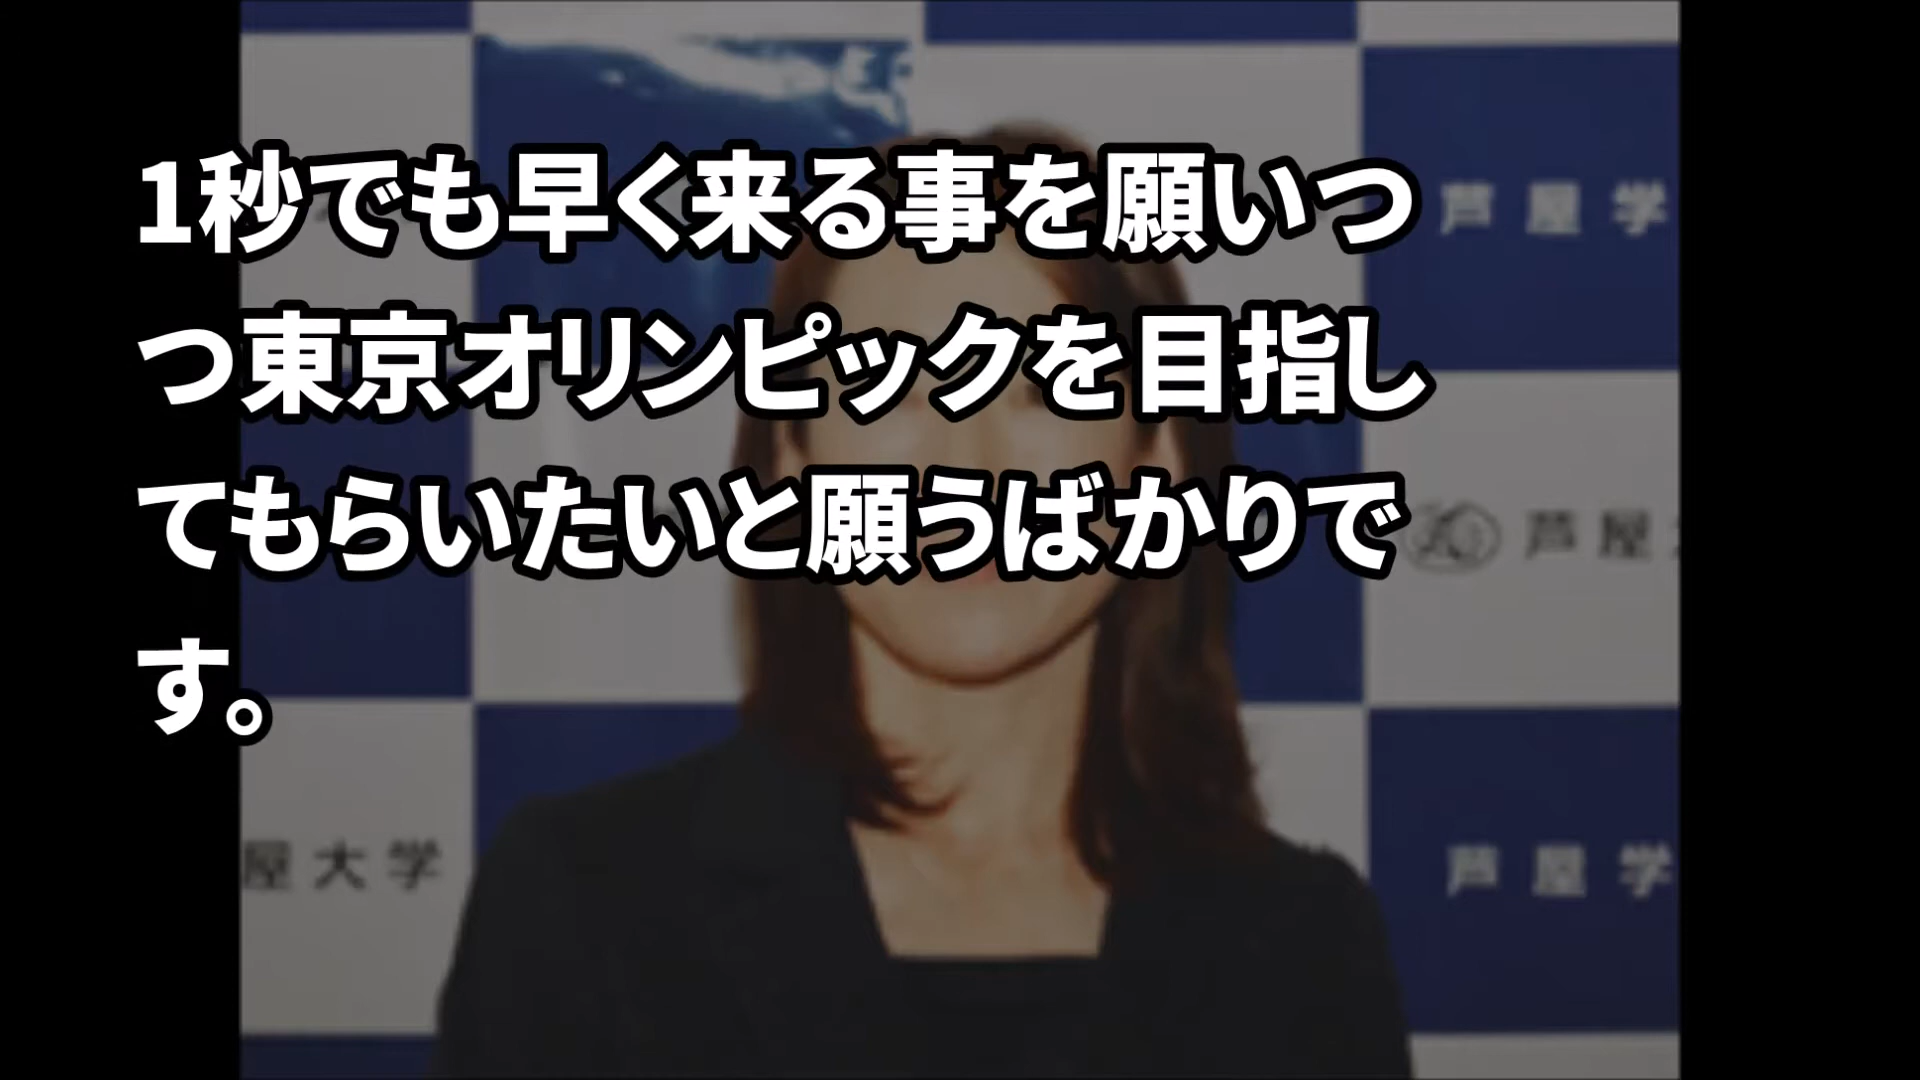 1秒でも早く来る事を願いつ
つ東京オリンピックを目指し
てもらいたいと願うばかりで
す。
芦屋学
芦屋
屋大学
芦屋学